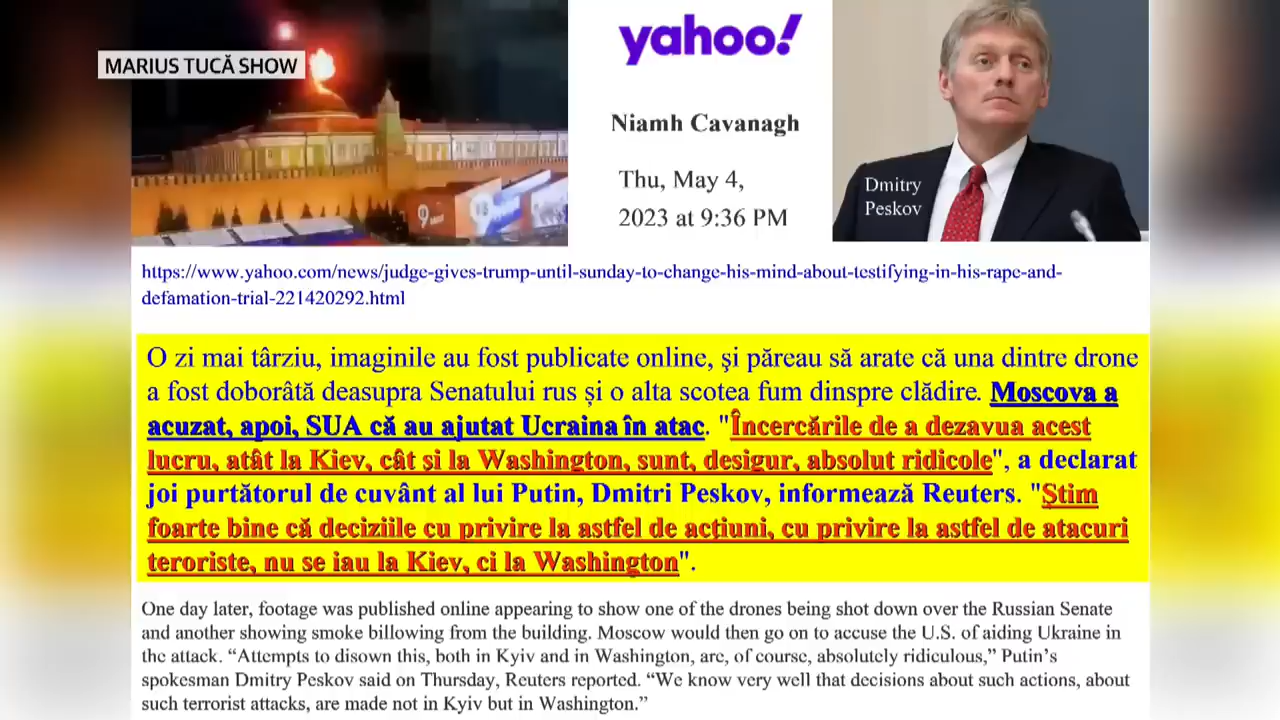 MARIUS TUCĂ SHOW
yahoo!
Niamh Cavanagh
Thu, May 4,
2023 at 9:36 PM
Dmitry
Peskov
9
https://www.yahoo.com/news/judge-gives-trump-until-sunday-to-change-his-mind-about-testifying-in-his-rape-and-
defamation-trial-221420292.html
O zi mai târziu, imaginile au fost publicate online, şi păreau să arate că una dintre drone
a fost doborâtă deasupra Senatului rus și o alta scotea fum dinspre clădire. Moscova a
acuzat, apoi, SUA că au ajutat Ucraina în atac. "Încercările de a dezavua acest
lucru, atât la Kiev, cât și la Washington, sunt, desigur, absolut ridicole", a declarat
joi purtătorul de cuvânt al lui Putin, Dmitri Peskov, informează Reuters. "Știm
foarte bine că deciziile cu privire la astfel de acțiuni, cu privire la astfel de atacuri
teroriste, nu se iau la Kiev, ci la Washington".
One day later, footage was published online appearing to show one of the drones being shot down over the Russian Senate
and another showing smoke billowing from the building. Moscow would then go on to accuse the U.S. of aiding Ukraine in
the attack. “Attempts to disown this, both in Kyiv and in Washington, are, of course, absolutely ridiculous,” Putin’s
spokesman Dmitry Peskov said on Thursday, Reuters reported. “We know very well that decisions about such actions, about
such terrorist attacks, are made not in Kyiv but in Washington.”